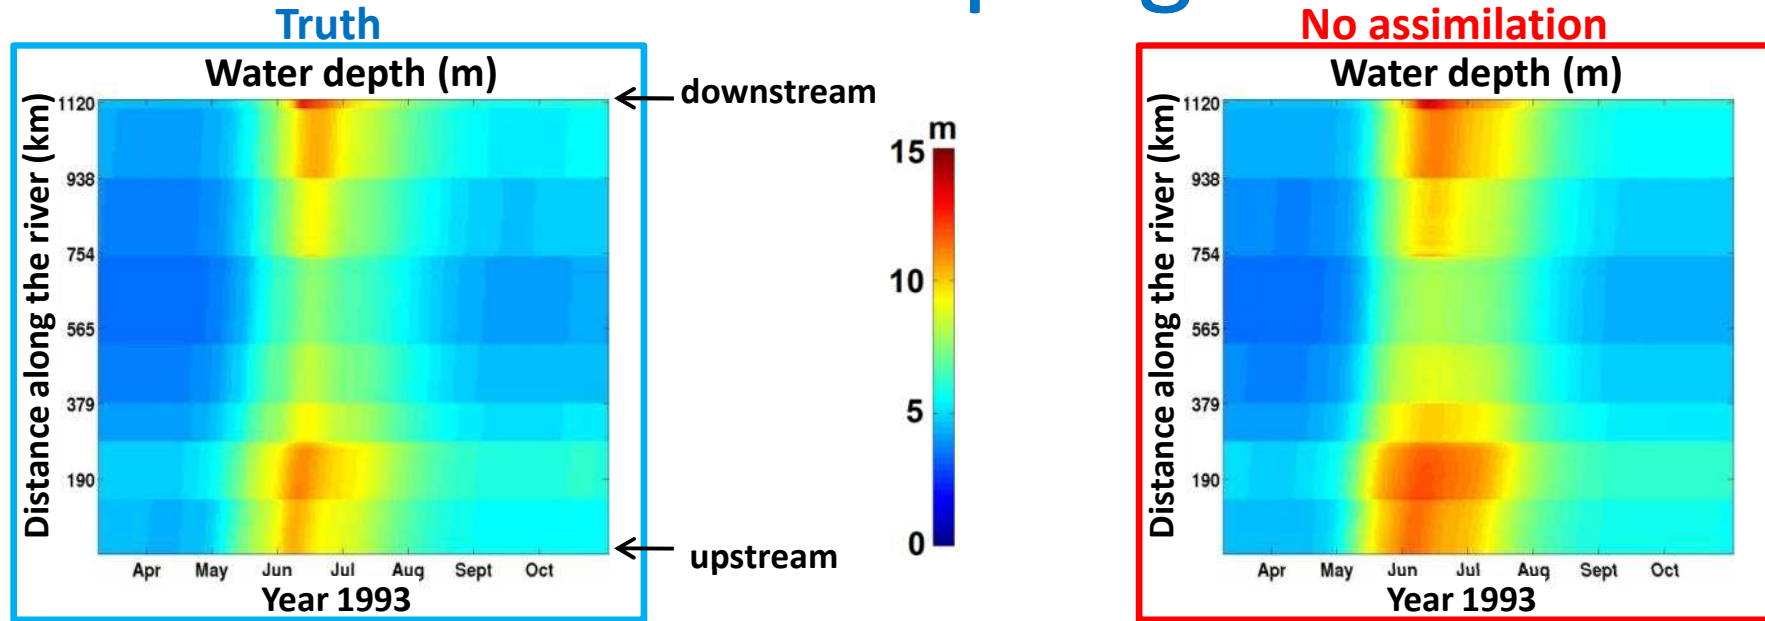 Truth
Water depth (m)
Distance along the river (km)
1120
938
754
565
379
190
Apr May Jun Jul Aug Sept Oct
Year 1993
downstream
upstream
m
15
10
5
0
No assimilation
Water depth (m)
Distance along the river (km)
1120
938
754
565
379
190
Apr May Jun Jul Aug Sept Oct
Year 1993